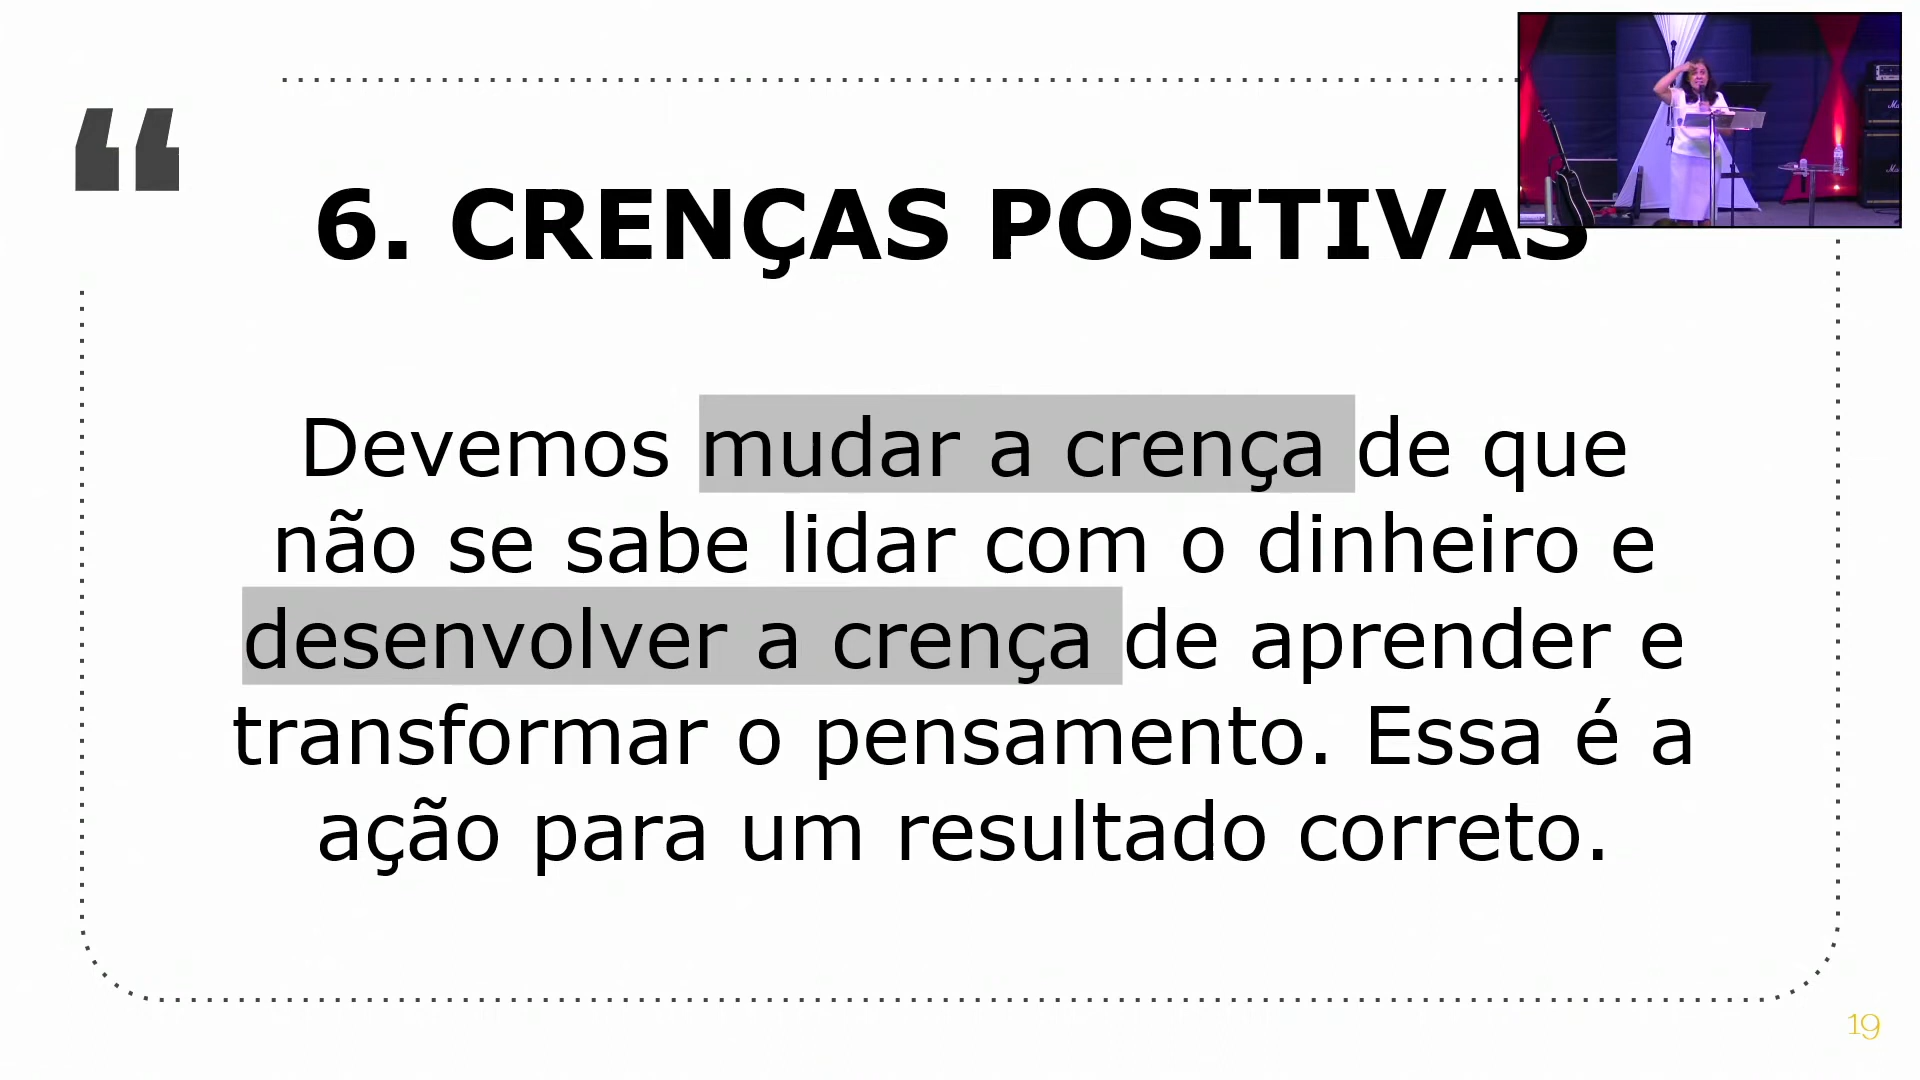 “
6. CRENÇAS POSITIVAS
Devemos mudar a crença de que
não se sabe lidar com o dinheiro e
desenvolver a crença de aprender e
transformar o pensamento. Essa é a
ação para um resultado correto.
19